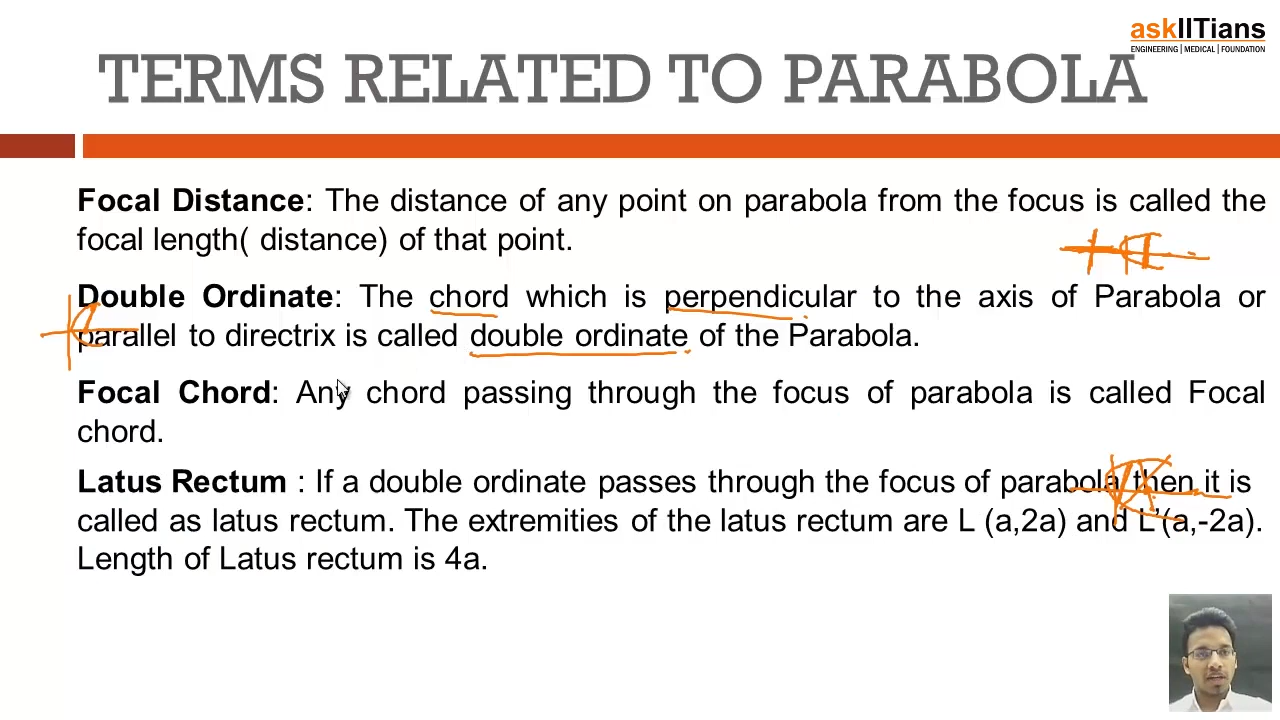 askIITians
ENGINEERING | MEDICAL | FOUNDATION
TERMS RELATED TO PARABOLA
Focal Distance: The distance of any point on parabola from the focus is called the
focal length( distance) of that point.
Double Ordinate: The chord which is perpendicular to the axis of Parabola or
parallel to directrix is called double ordinate of the Parabola.
Focal Chord: Any chord passing through the focus of parabola is called Focal
chord.
Latus Rectum : If a double ordinate passes through the focus of parabola then it is
called as latus rectum. The extremities of the latus rectum are L (a,2a) and L’(a,-2a).
Length of Latus rectum is 4a.